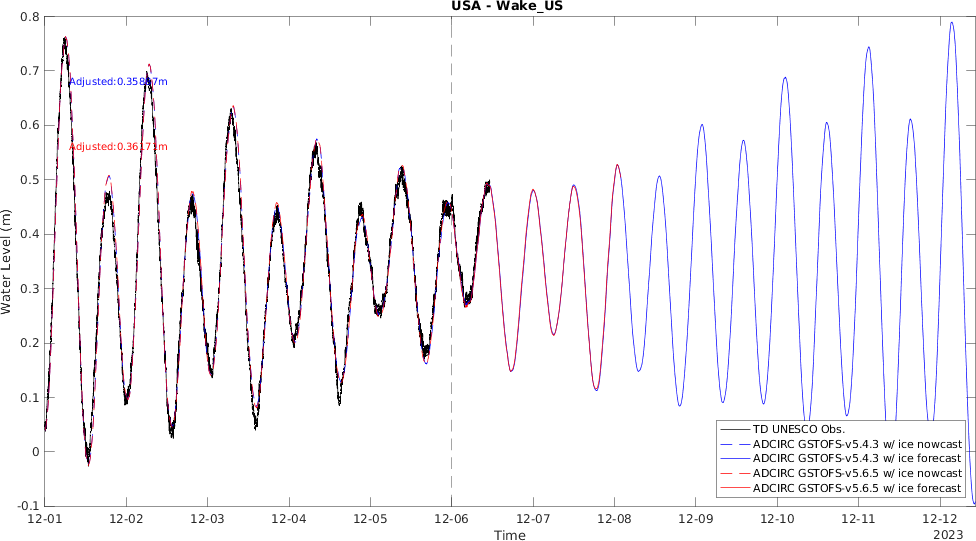 USA - Wake_US
0.8
0.7
0.6
0.5
0.4
0.3
0.2
0.1
0
-0.1
Water Level (m)
Adjusted:
Adjusted:
TD UNESCO Obs.
ADCIRC GSTOFS-v5.4.3 w/ ice nowcast
ADCIRC GSTOFS-v5.4.3 w/ ice forecast
ADCIRC GSTOFS-v5.6.5 w/ ice nowcast
ADCIRC GSTOFS-v5.6.5 w/ ice forecast
12-01 12-02 12-03 12-04 12-05 12-06 12-07 12-08 12-09 12-10 12-11 12-12
Time
2023